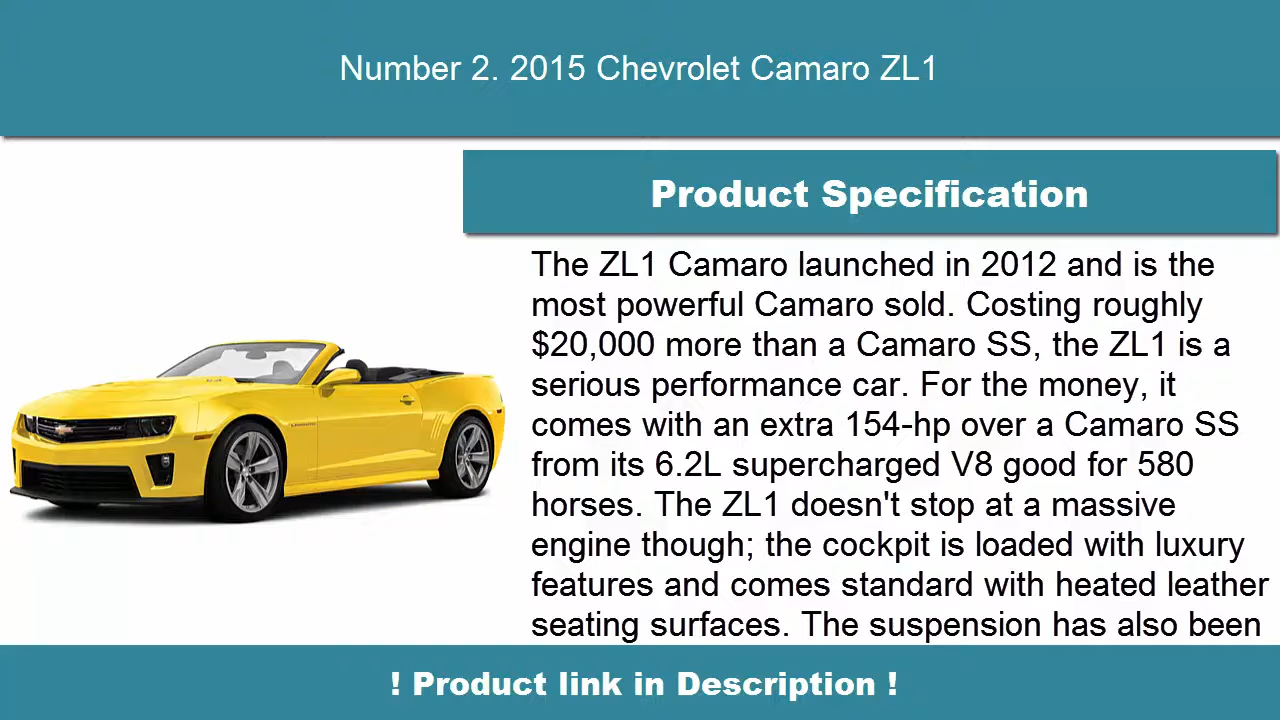 Number 2. 2015 Chevrolet Camaro ZL1
Product Specification
The ZL1 Camaro launched in 2012 and is the
most powerful Camaro sold. Costing roughly
$20,000 more than a Camaro SS, the ZL1 is a
serious performance car. For the money, it
comes with an extra 154-hp over a Camaro SS
from its 6.2L supercharged V8 good for 580
horses. The ZL1 doesn't stop at a massive
engine though; the cockpit is loaded with luxury
features and comes standard with heated leather
seating surfaces. The suspension has also been
! Product link in Description !